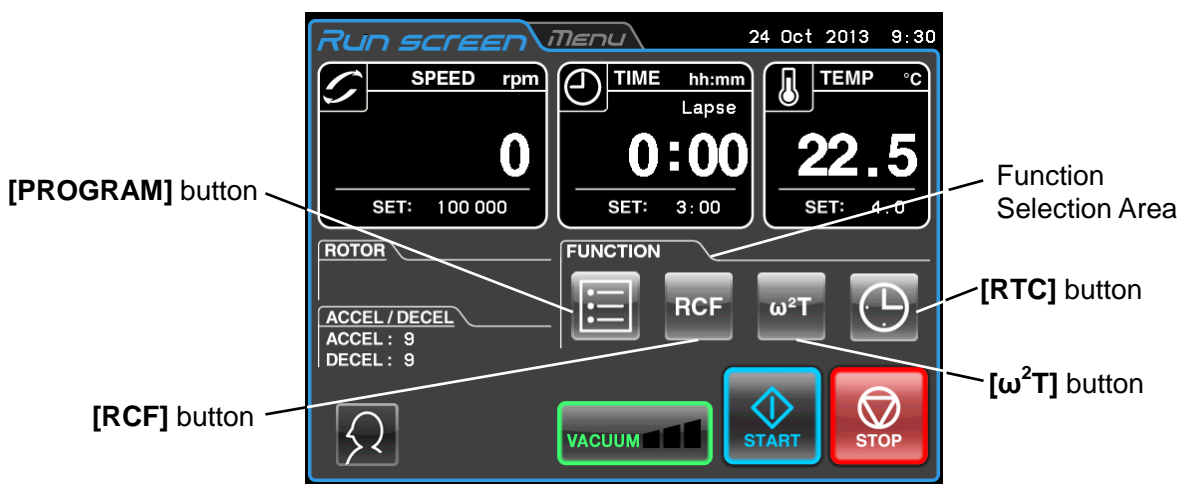 Run screen Menu 24 Oct 2013 9:30
SPEED rpm
0
SET: 100 000
TIME hh:mm
Lapse
0:00
SET: 3:00
TEMP °C
22.5
SET: 4.0
[PROGRAM] button
Function
Selection Area
ROTOR
FUNCTION
RCF
ω²T
[RTC] button
ACCEL / DECEL
ACCEL : 9
DECEL : 9
[ω²T] button
[RCF] button
VACUUM
START
STOP